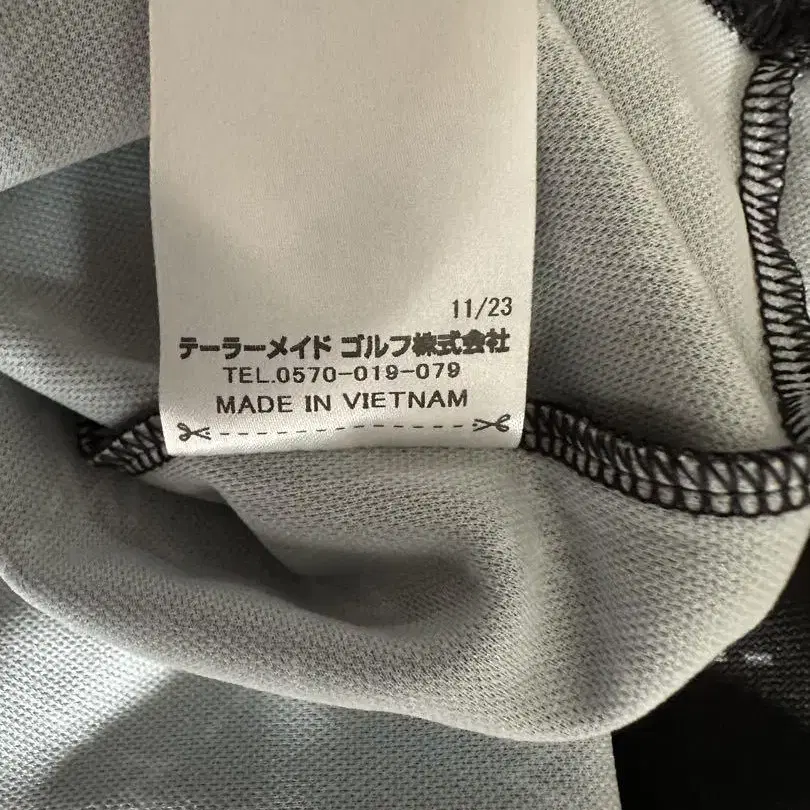 11/23
テーラーメイド ゴルフ株式会社
TEL.0570-019-079
MADE IN VIETNAM